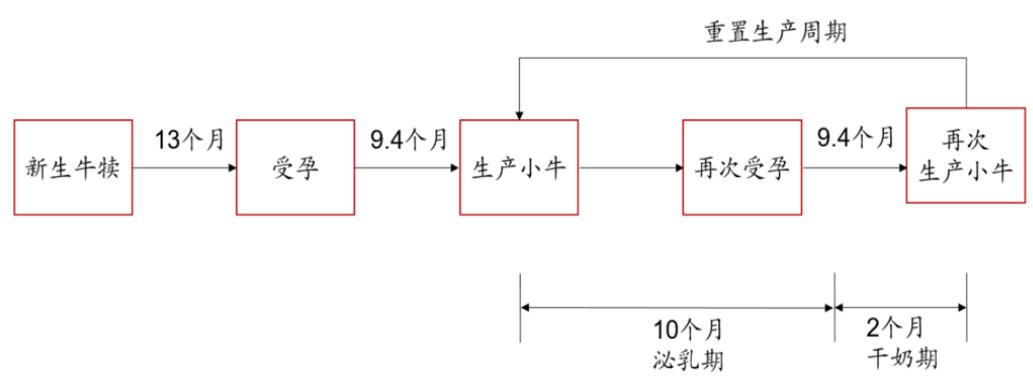 重置生产周期
13个月
9.4个月
9.4个月
新生牛犊
受孕
生产小牛
再次受孕
再次
生产小牛
10个月
泌乳期
2个月
干奶期